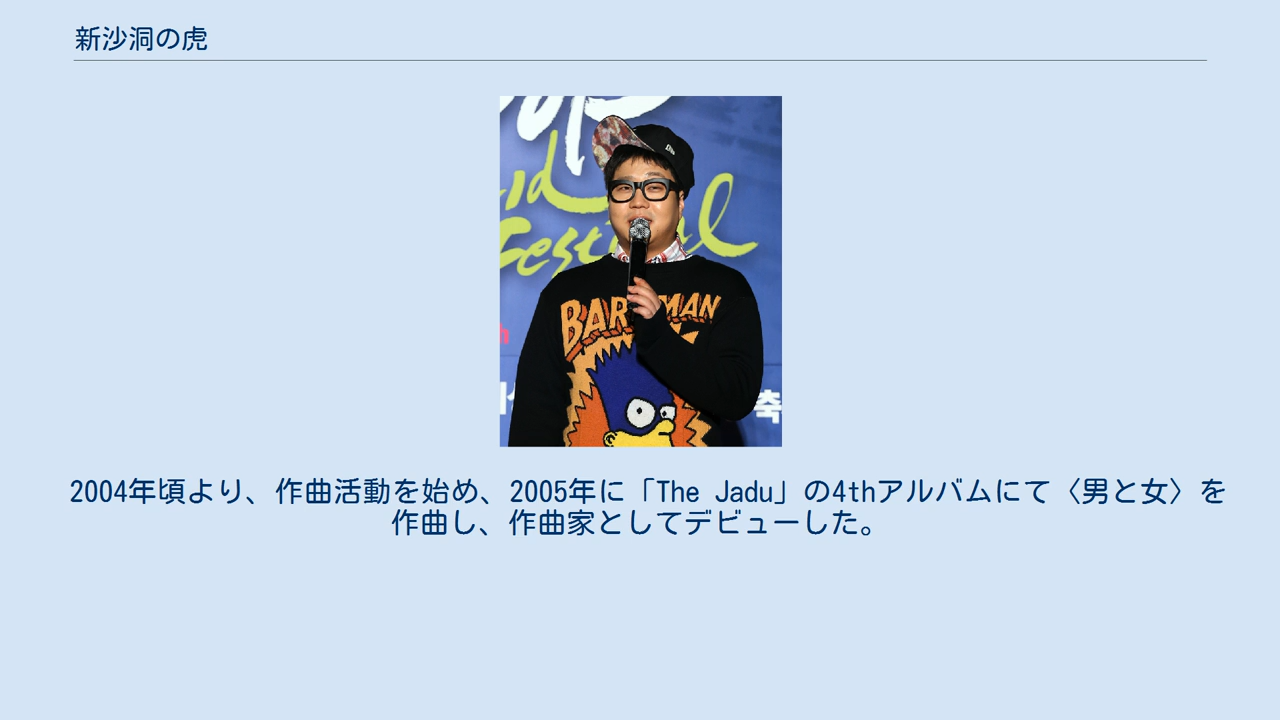 新沙洞の虎
Festival
BARTMAN
축
2004年頃より、作曲活動を始め、2005年に「The Jadu」の4thアルバムにて〈男と女〉を
作曲し、作曲家としてデビューした。